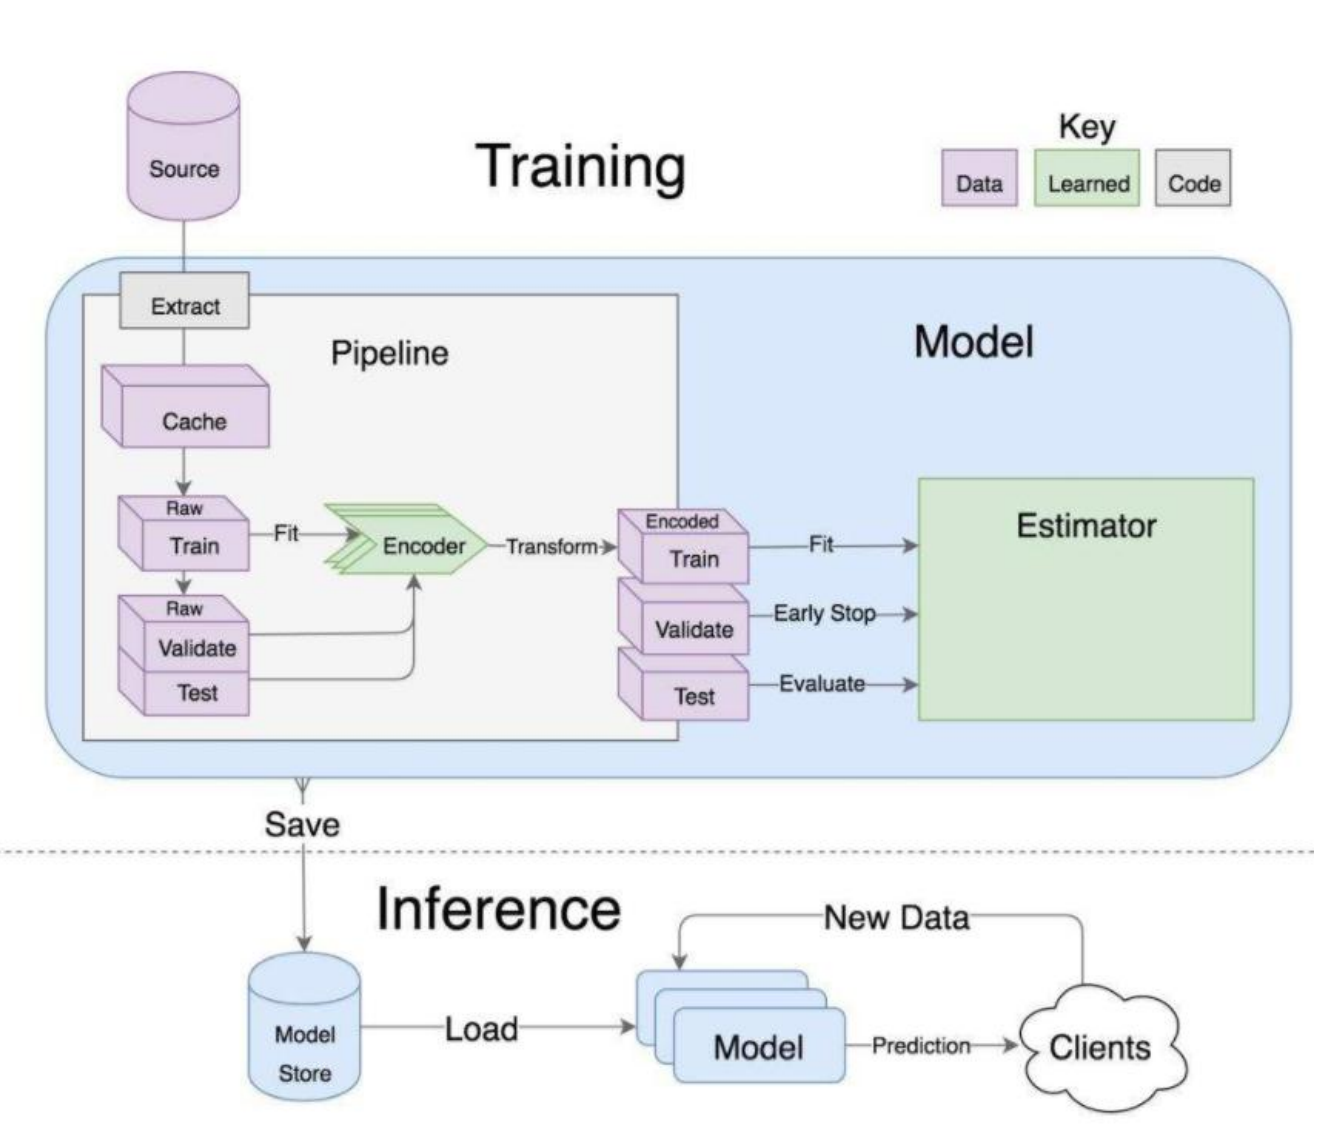 Source
Training
Key
Data
Learned
Code
Extract
Pipeline
Model
Cache
Raw
Train
Fit
Encoder
Transform
Encoded
Train
Fit
Estimator
Raw
Validate
Test
Validate
Early Stop
Test
Evaluate
Save
Inference
New Data
Model
Store
Load
Model
Prediction
Clients